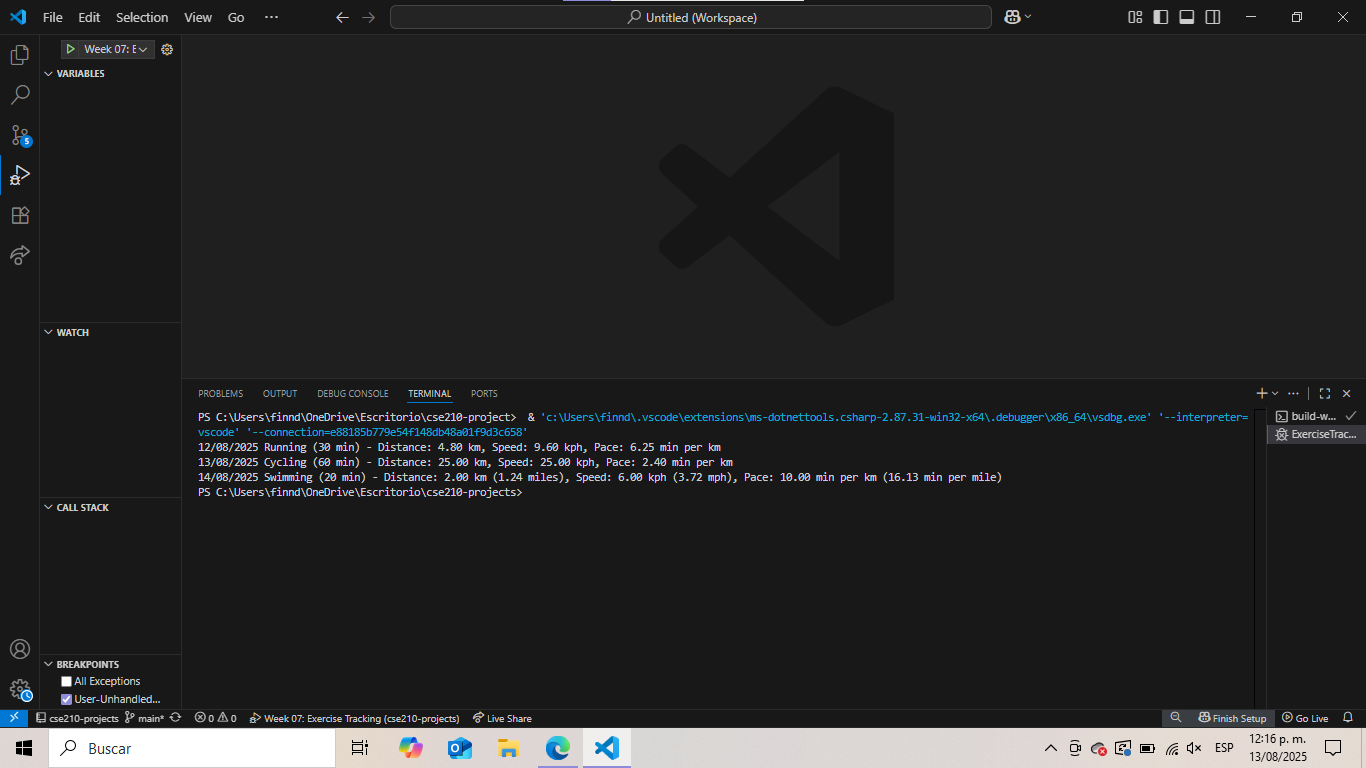 File Edit Selection View Go ··· Untitled (Workspace)
Week 07: E
VARIABLES
WATCH
CALL STACK
BREAKPOINTS
All Exceptions
User-Unhandled...
5
PROBLEMS OUTPUT DEBUG CONSOLE TERMINAL PORTS
PS C:\Users\finnd\OneDrive\Escritorio\cse210-project> & 'c:\Users\finnd\.vscode\extensions\ms-dotnettools.csharp-2.87.31-win32-x64\.debugger\x86_64\vsdbg.exe' '--interpreter=
vscode' '--connection=e88185b779e54f148db48a01f9d3c658'
12/08/2025 Running (30 min) - Distance: 4.80 km, Speed: 9.60 kph, Pace: 6.25 min per km
13/08/2025 Cycling (60 min) - Distance: 25.00 km, Speed: 25.00 kph, Pace: 2.40 min per km
14/08/2025 Swimming (20 min) - Distance: 2.00 km (1.24 miles), Speed: 6.00 kph (3.72 mph), Pace: 10.00 min per km (16.13 min per mile)
PS C:\Users\finnd\OneDrive\Escritorio\cse210-projects>
build-w...
ExerciseTrac...
cse210-projects main* 0 0 Week 07: Exercise Tracking (cse210-projects) Live Share Finish Setup Go Live
Buscar
ESP
12:16 p. m.
13/08/2025